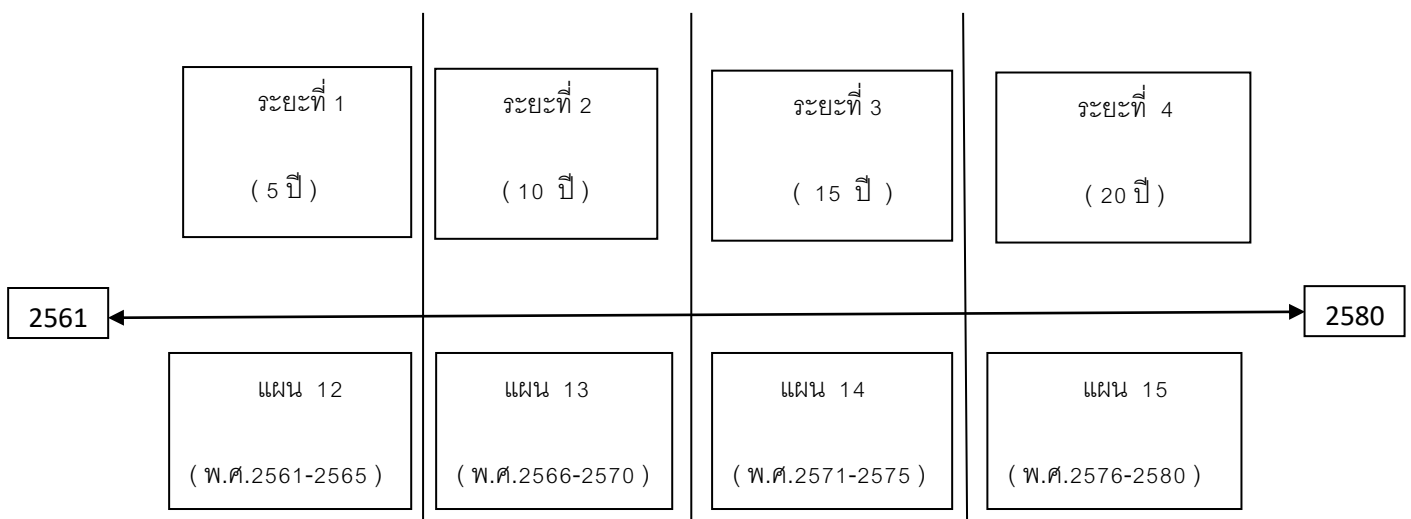 ระยะที่ 1
( 5 ปี )
ระยะที่ 2
( 10 ปี )
ระยะที่ 3
( 15 ปี )
ระยะที่ 4
( 20 ปี )
2561
2580
แผน 12
( พ.ศ.2561-2565 )
แผน 13
( พ.ศ.2566-2570 )
แผน 14
( พ.ศ.2571-2575 )
แผน 15
( พ.ศ.2576-2580 )